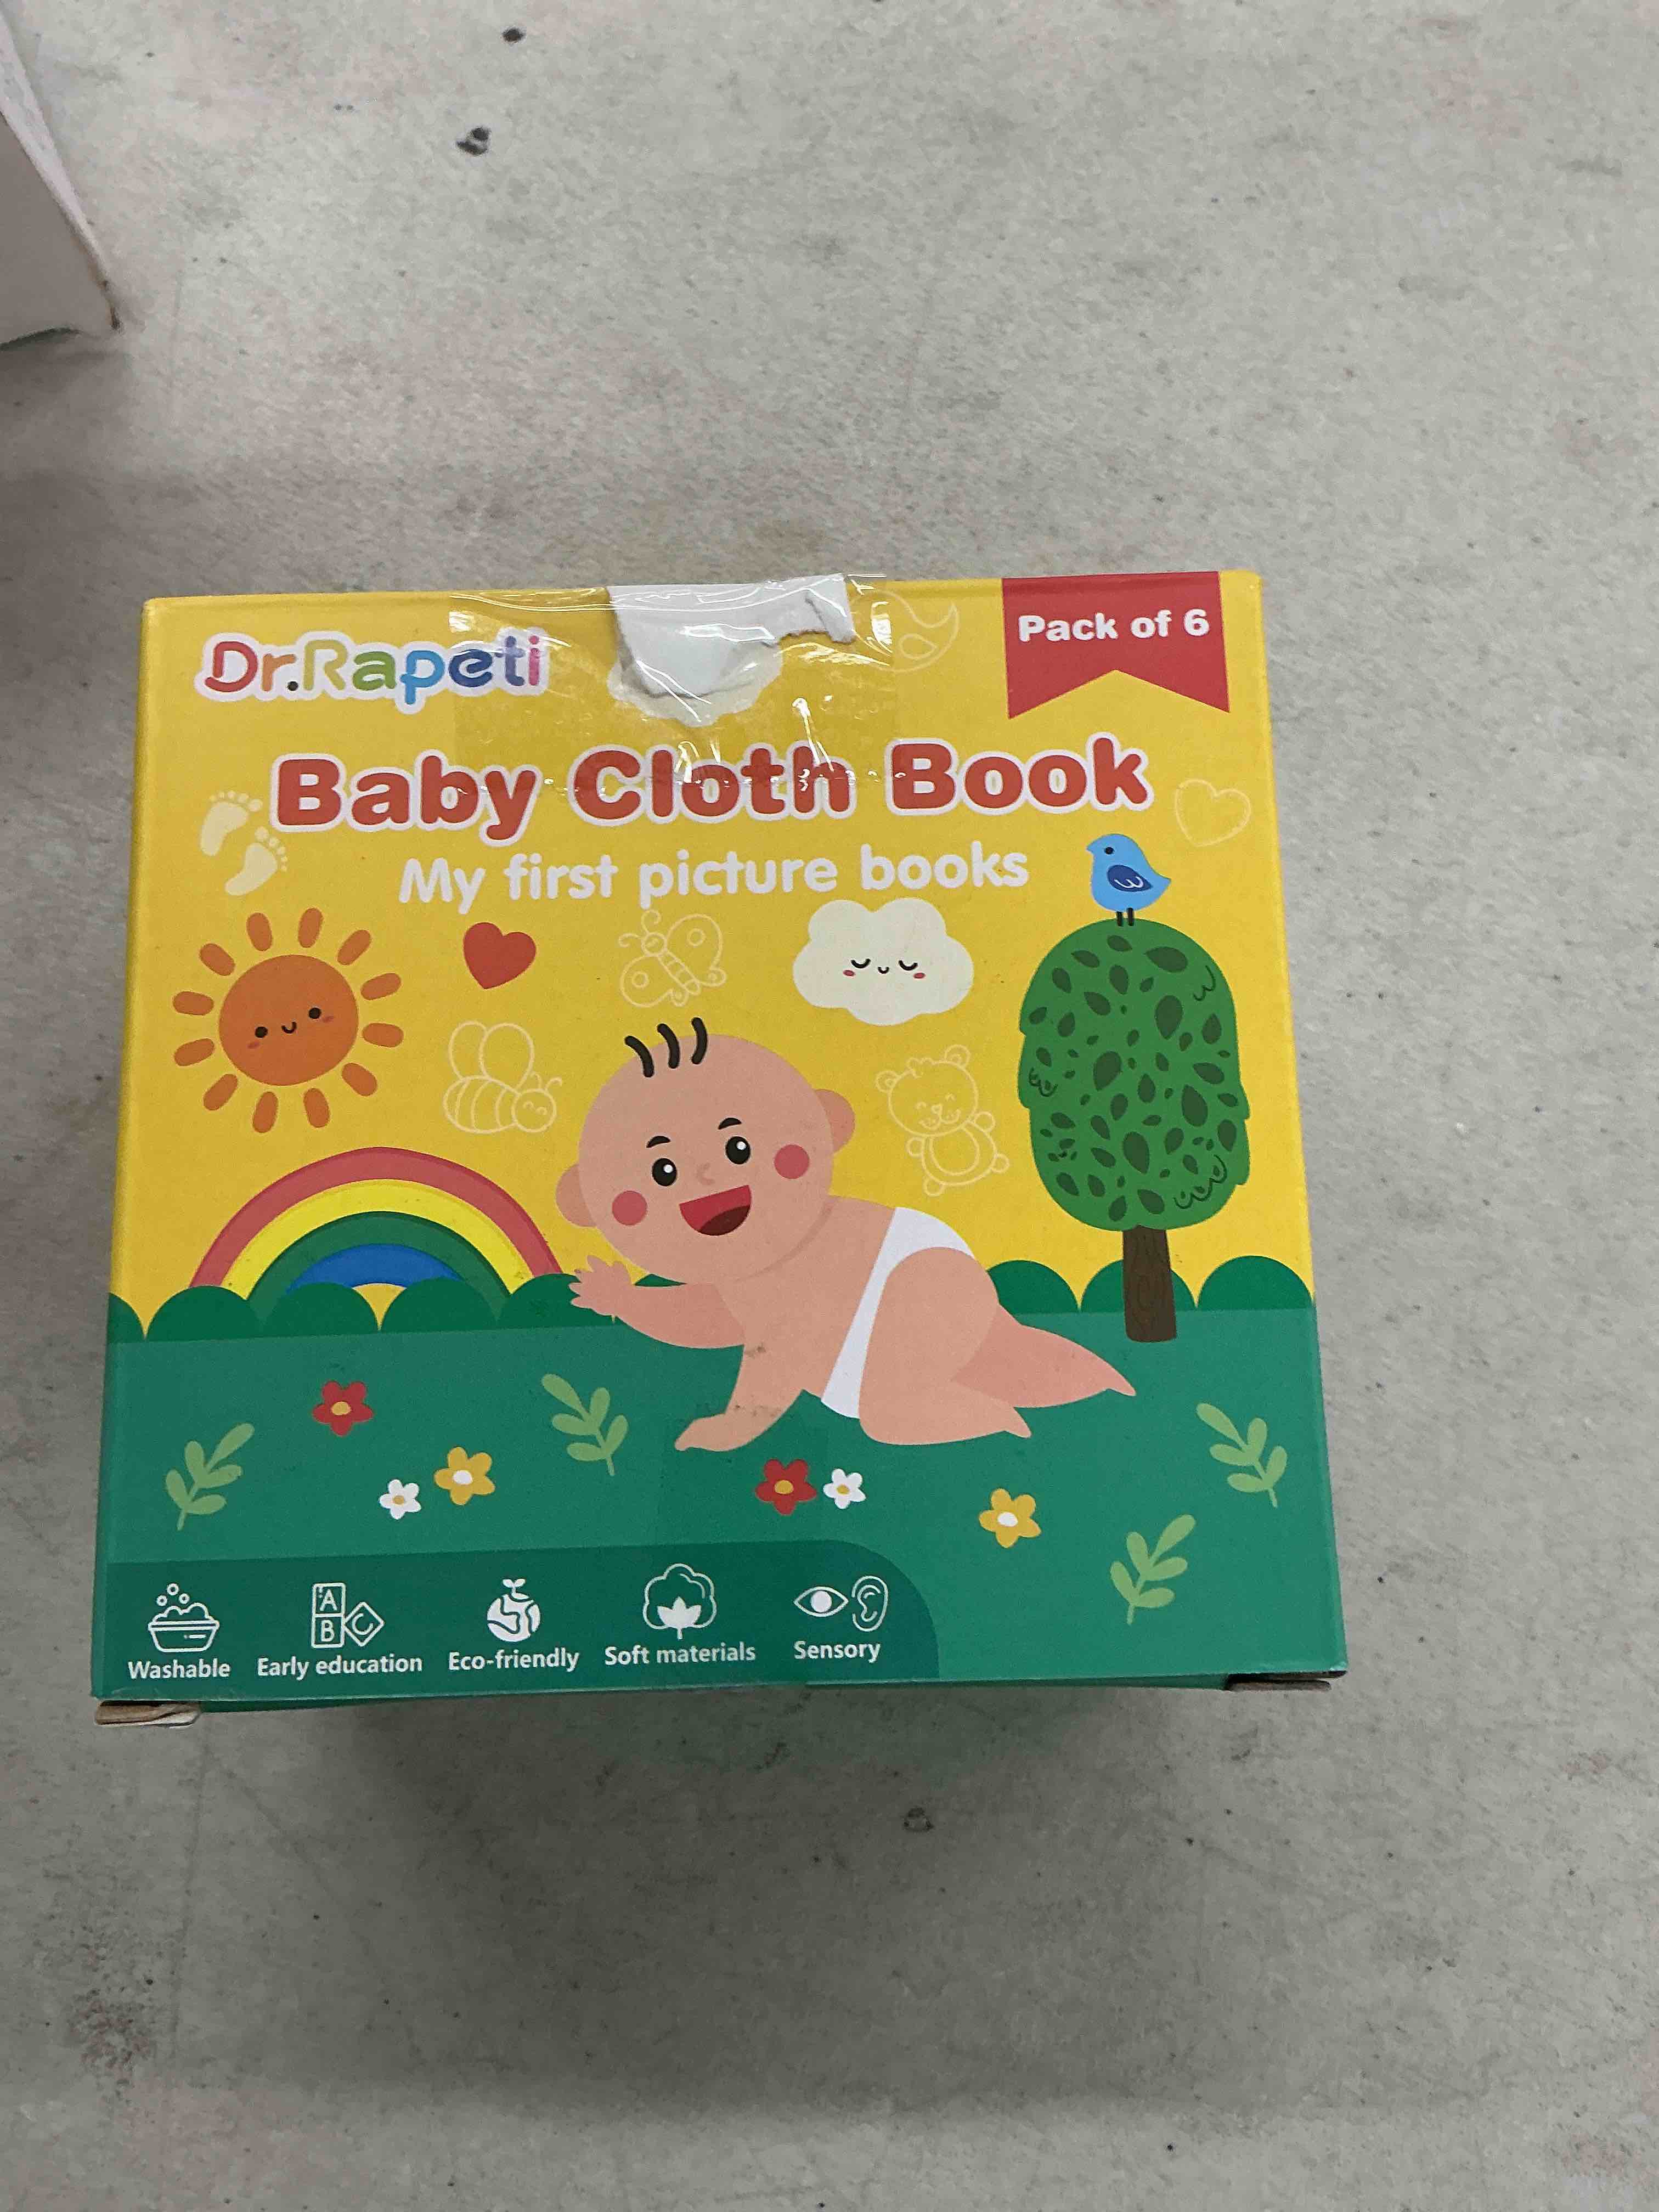 Dr.Rapeti
Pack of 6
Baby Cloth Book
My first picture books
A
B
C
Washable
Early education
Eco-friendly
Soft materials
Sensory